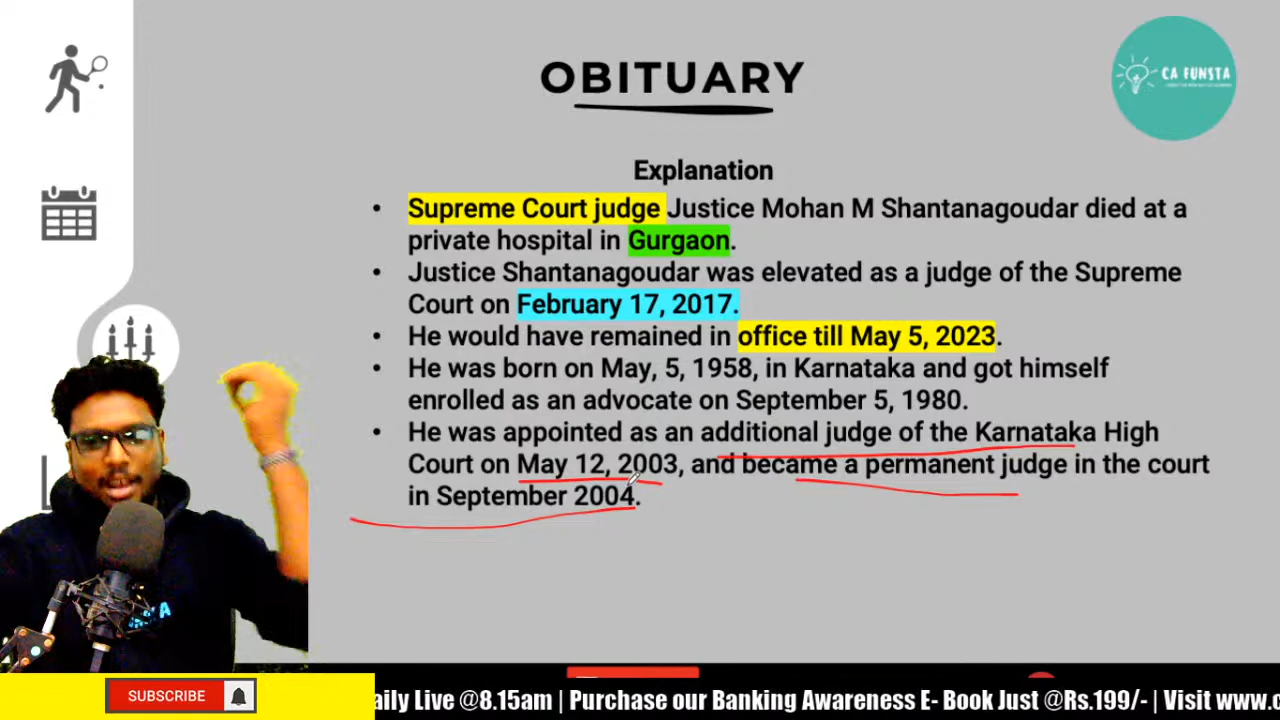 OBITUARY
CA FUNSTA
Explanation
• Supreme Court judge Justice Mohan M Shantanagoudar died at a
private hospital in Gurgaon.
• Justice Shantanagoudar was elevated as a judge of the Supreme
Court on February 17, 2017.
• He would have remained in office till May 5, 2023.
• He was born on May, 5, 1958, in Karnataka and got himself
enrolled as an advocate on September 5, 1980.
• He was appointed as an additional judge of the Karnataka High
Court on May 12, 2003, and became a permanent judge in the court
in September 2004.
SUBSCRIBE
aily Live @8.15am | Purchase our Banking Awareness E- Book Just @Rs.199/- | Visit www.